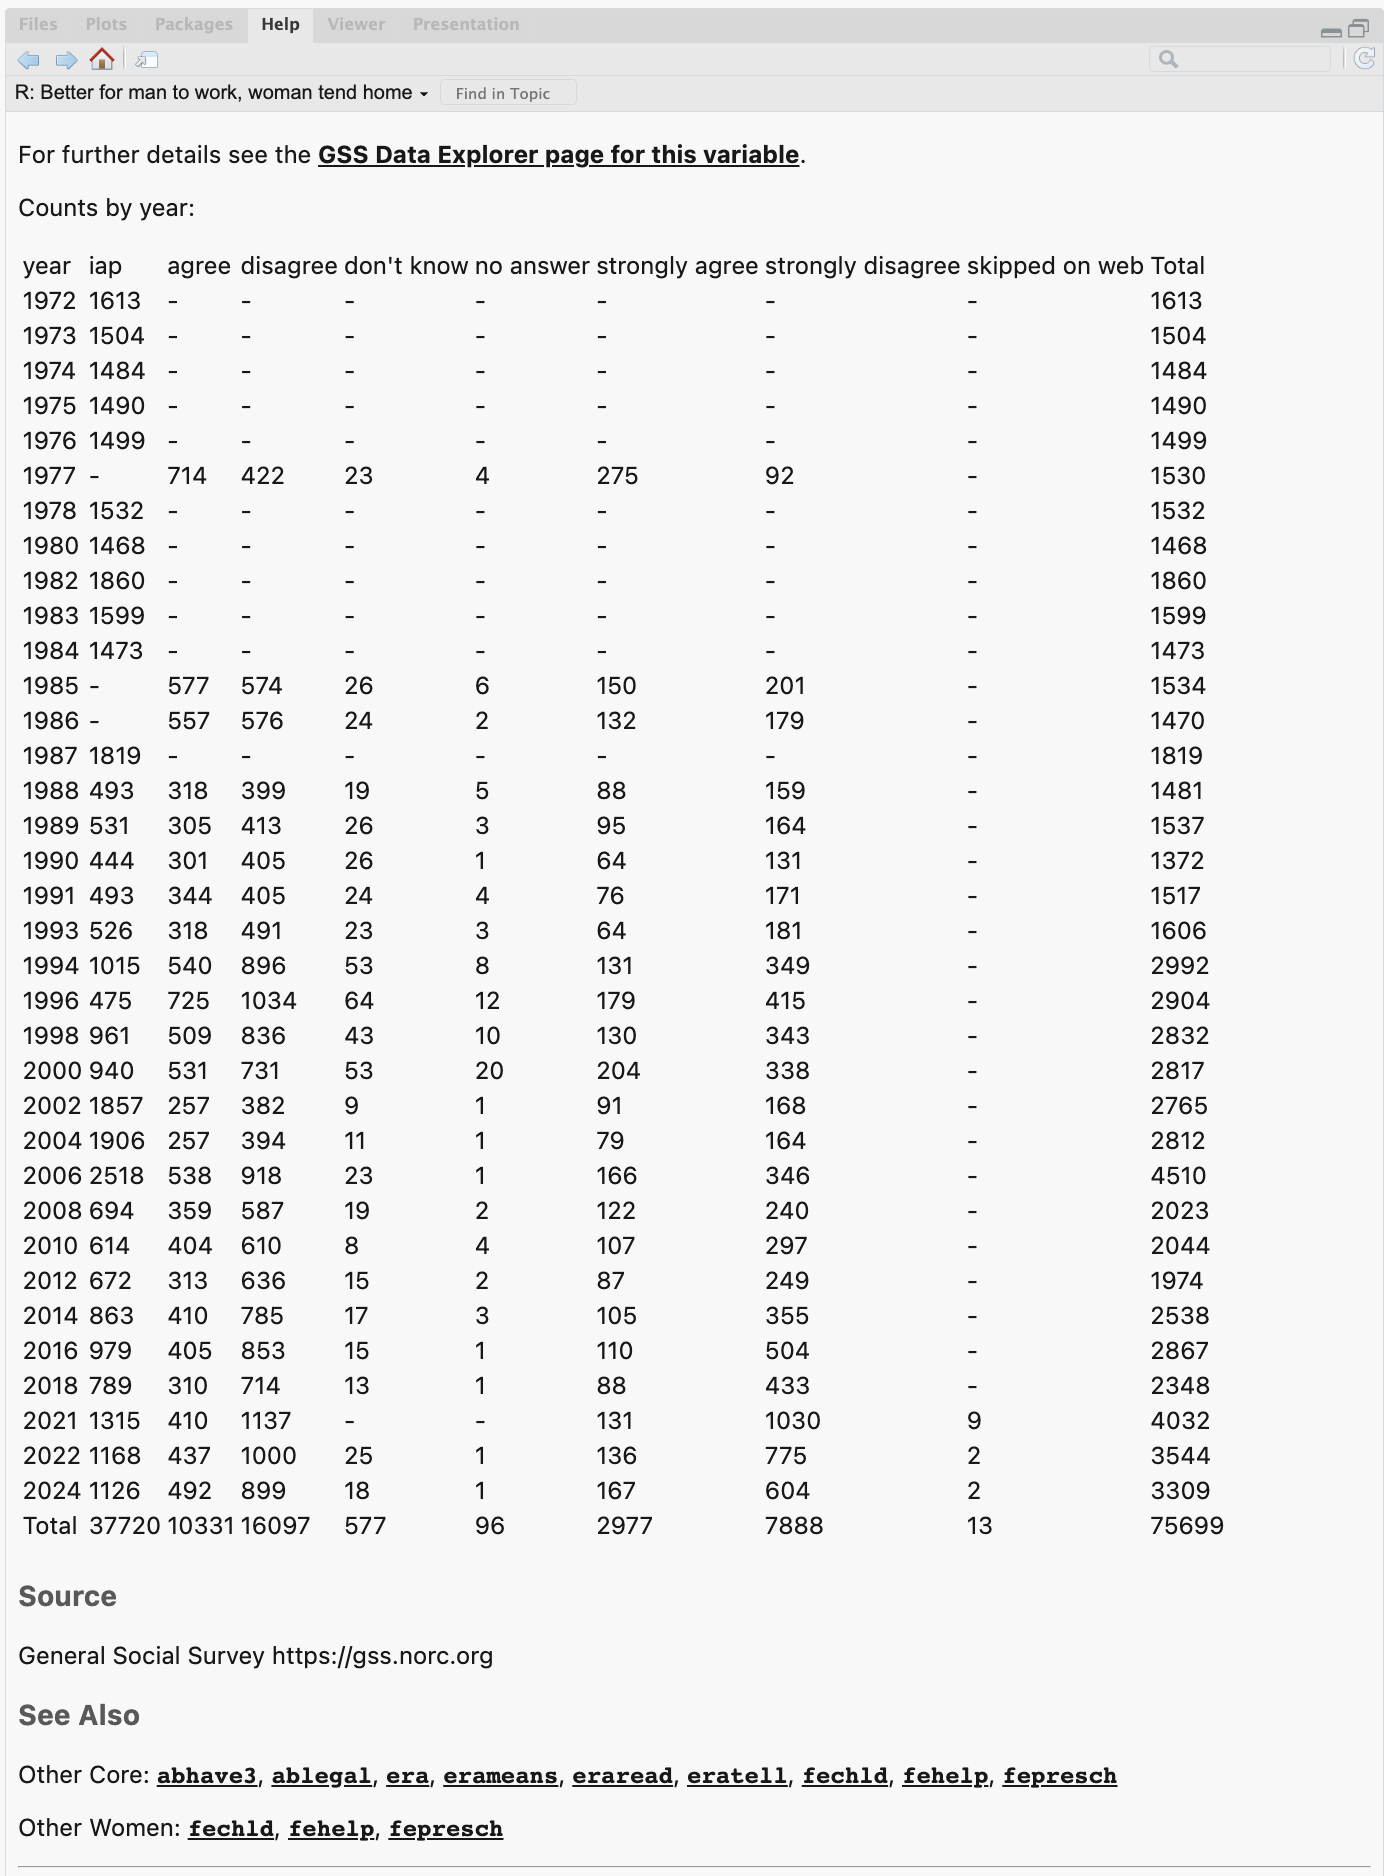 Files Plots Packages Help Viewer Presentation
R: Better for man to work, woman tend home Find in Topic
For further details see the GSS Data Explorer page for this variable.
Counts by year:
year iap agree disagree don't know no answer strongly agree strongly disagree skipped on web Total
1972 1613 - - - - - - - 1613
1973 1504 - - - - - - - 1504
1974 1484 - - - - - - - 1484
1975 1490 - - - - - - - 1490
1976 1499 - - - - - - - 1499
1977 - 714 422 23 4 275 92 - 1530
1978 1532 - - - - - - - 1532
1980 1468 - - - - - - - 1468
1982 1860 - - - - - - - 1860
1983 1599 - - - - - - - 1599
1984 1473 - - - - - - - 1473
1985 - 577 574 26 6 150 201 - 1534
1986 - 557 576 24 2 132 179 - 1470
1987 1819 - - - - - - - 1819
1988 493 318 399 19 5 88 159 - 1481
1989 531 305 413 26 3 95 164 - 1537
1990 444 301 405 26 1 64 131 - 1372
1991 493 344 405 24 4 76 171 - 1517
1993 526 318 491 23 3 64 181 - 1606
1994 1015 540 896 53 8 131 349 - 2992
1996 475 725 1034 64 12 179 415 - 2904
1998 961 509 836 43 10 130 343 - 2832
2000 940 531 731 53 20 204 338 - 2817
2002 1857 257 382 9 1 91 168 - 2765
2004 1906 257 394 11 1 79 164 - 2812
2006 2518 538 918 23 1 166 346 - 4510
2008 694 359 587 19 2 122 240 - 2023
2010 614 404 610 8 4 107 297 - 2044
2012 672 313 636 15 2 87 249 - 1974
2014 863 410 785 17 3 105 355 - 2538
2016 979 405 853 15 1 110 504 - 2867
2018 789 310 714 13 1 88 433 - 2348
2021 1315 410 1137 - - 131 1030 9 4032
2022 1168 437 1000 25 1 136 775 2 3544
2024 1126 492 899 18 1 167 604 2 3309
Total 37720 10331 16097 577 96 2977 7888 13 75699
Source
General Social Survey https://gss.norc.org
See Also
Other Core: abhave3, ablegal, era, erameans, eraread, eratell, fechld, fehelp, fepresch
Other Women: fechld, fehelp, fepresch